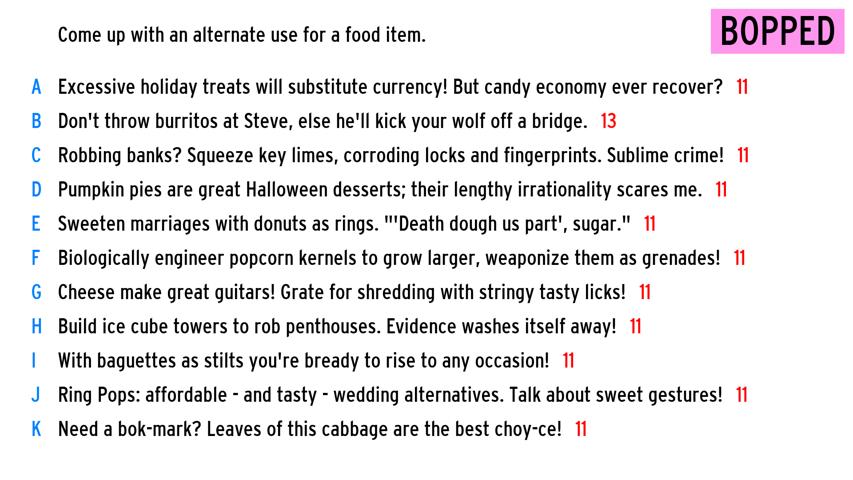 Come up with an alternate use for a food item.
BOPPED
A Excessive holiday treats will substitute currency! But candy economy ever recover? 11
B Don't throw burritos at Steve, else he'll kick your wolf off a bridge. 13
C Robbing banks? Squeeze key limes, corroding locks and fingerprints. Sublime crime! 11
D Pumpkin pies are great Halloween desserts; their lengthy irrationality scares me. 11
E Sweeten marriages with donuts as rings. "'Death dough us part', sugar." 11
F Biologically engineer popcorn kernels to grow larger, weaponize them as grenades! 11
G Cheese make great guitars! Grate for shredding with stringy tasty licks! 11
H Build ice cube towers to rob penthouses. Evidence washes itself away! 11
I With baguettes as stilts you're bready to rise to any occasion! 11
J Ring Pops: affordable - and tasty - wedding alternatives. Talk about sweet gestures! 11
K Need a bok-mark? Leaves of this cabbage are the best choy-ce! 11